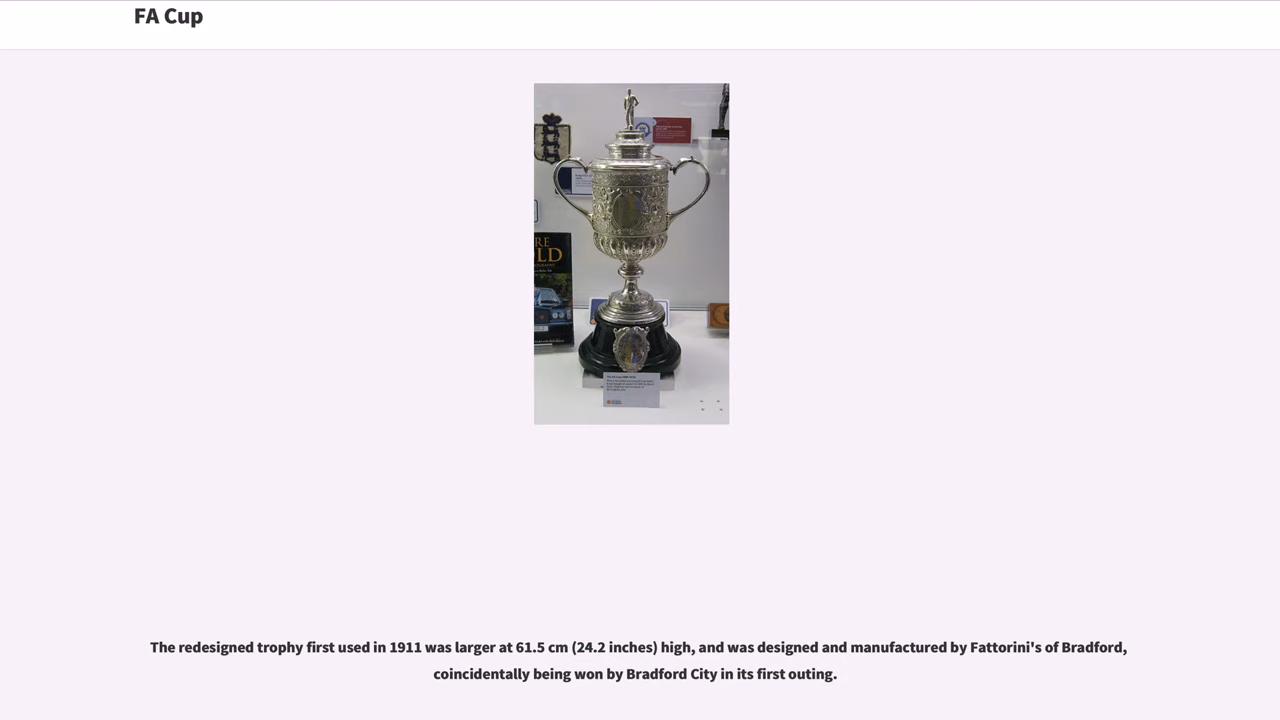 FA Cup
RE
LD
The redesigned trophy first used in 1911 was larger at 61.5 cm (24.2 inches) high, and was designed and manufactured by Fattorini's of Bradford,
coincidentally being won by Bradford City in its first outing.